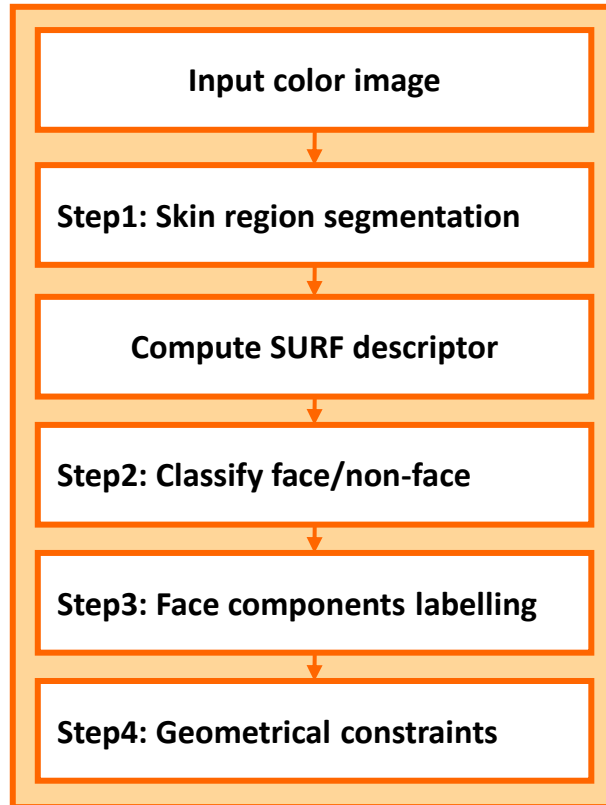 Input color image
Step1: Skin region segmentation
Compute SURF descriptor
Step2: Classify face/non-face
Step3: Face components labelling
Step4: Geometrical constraints